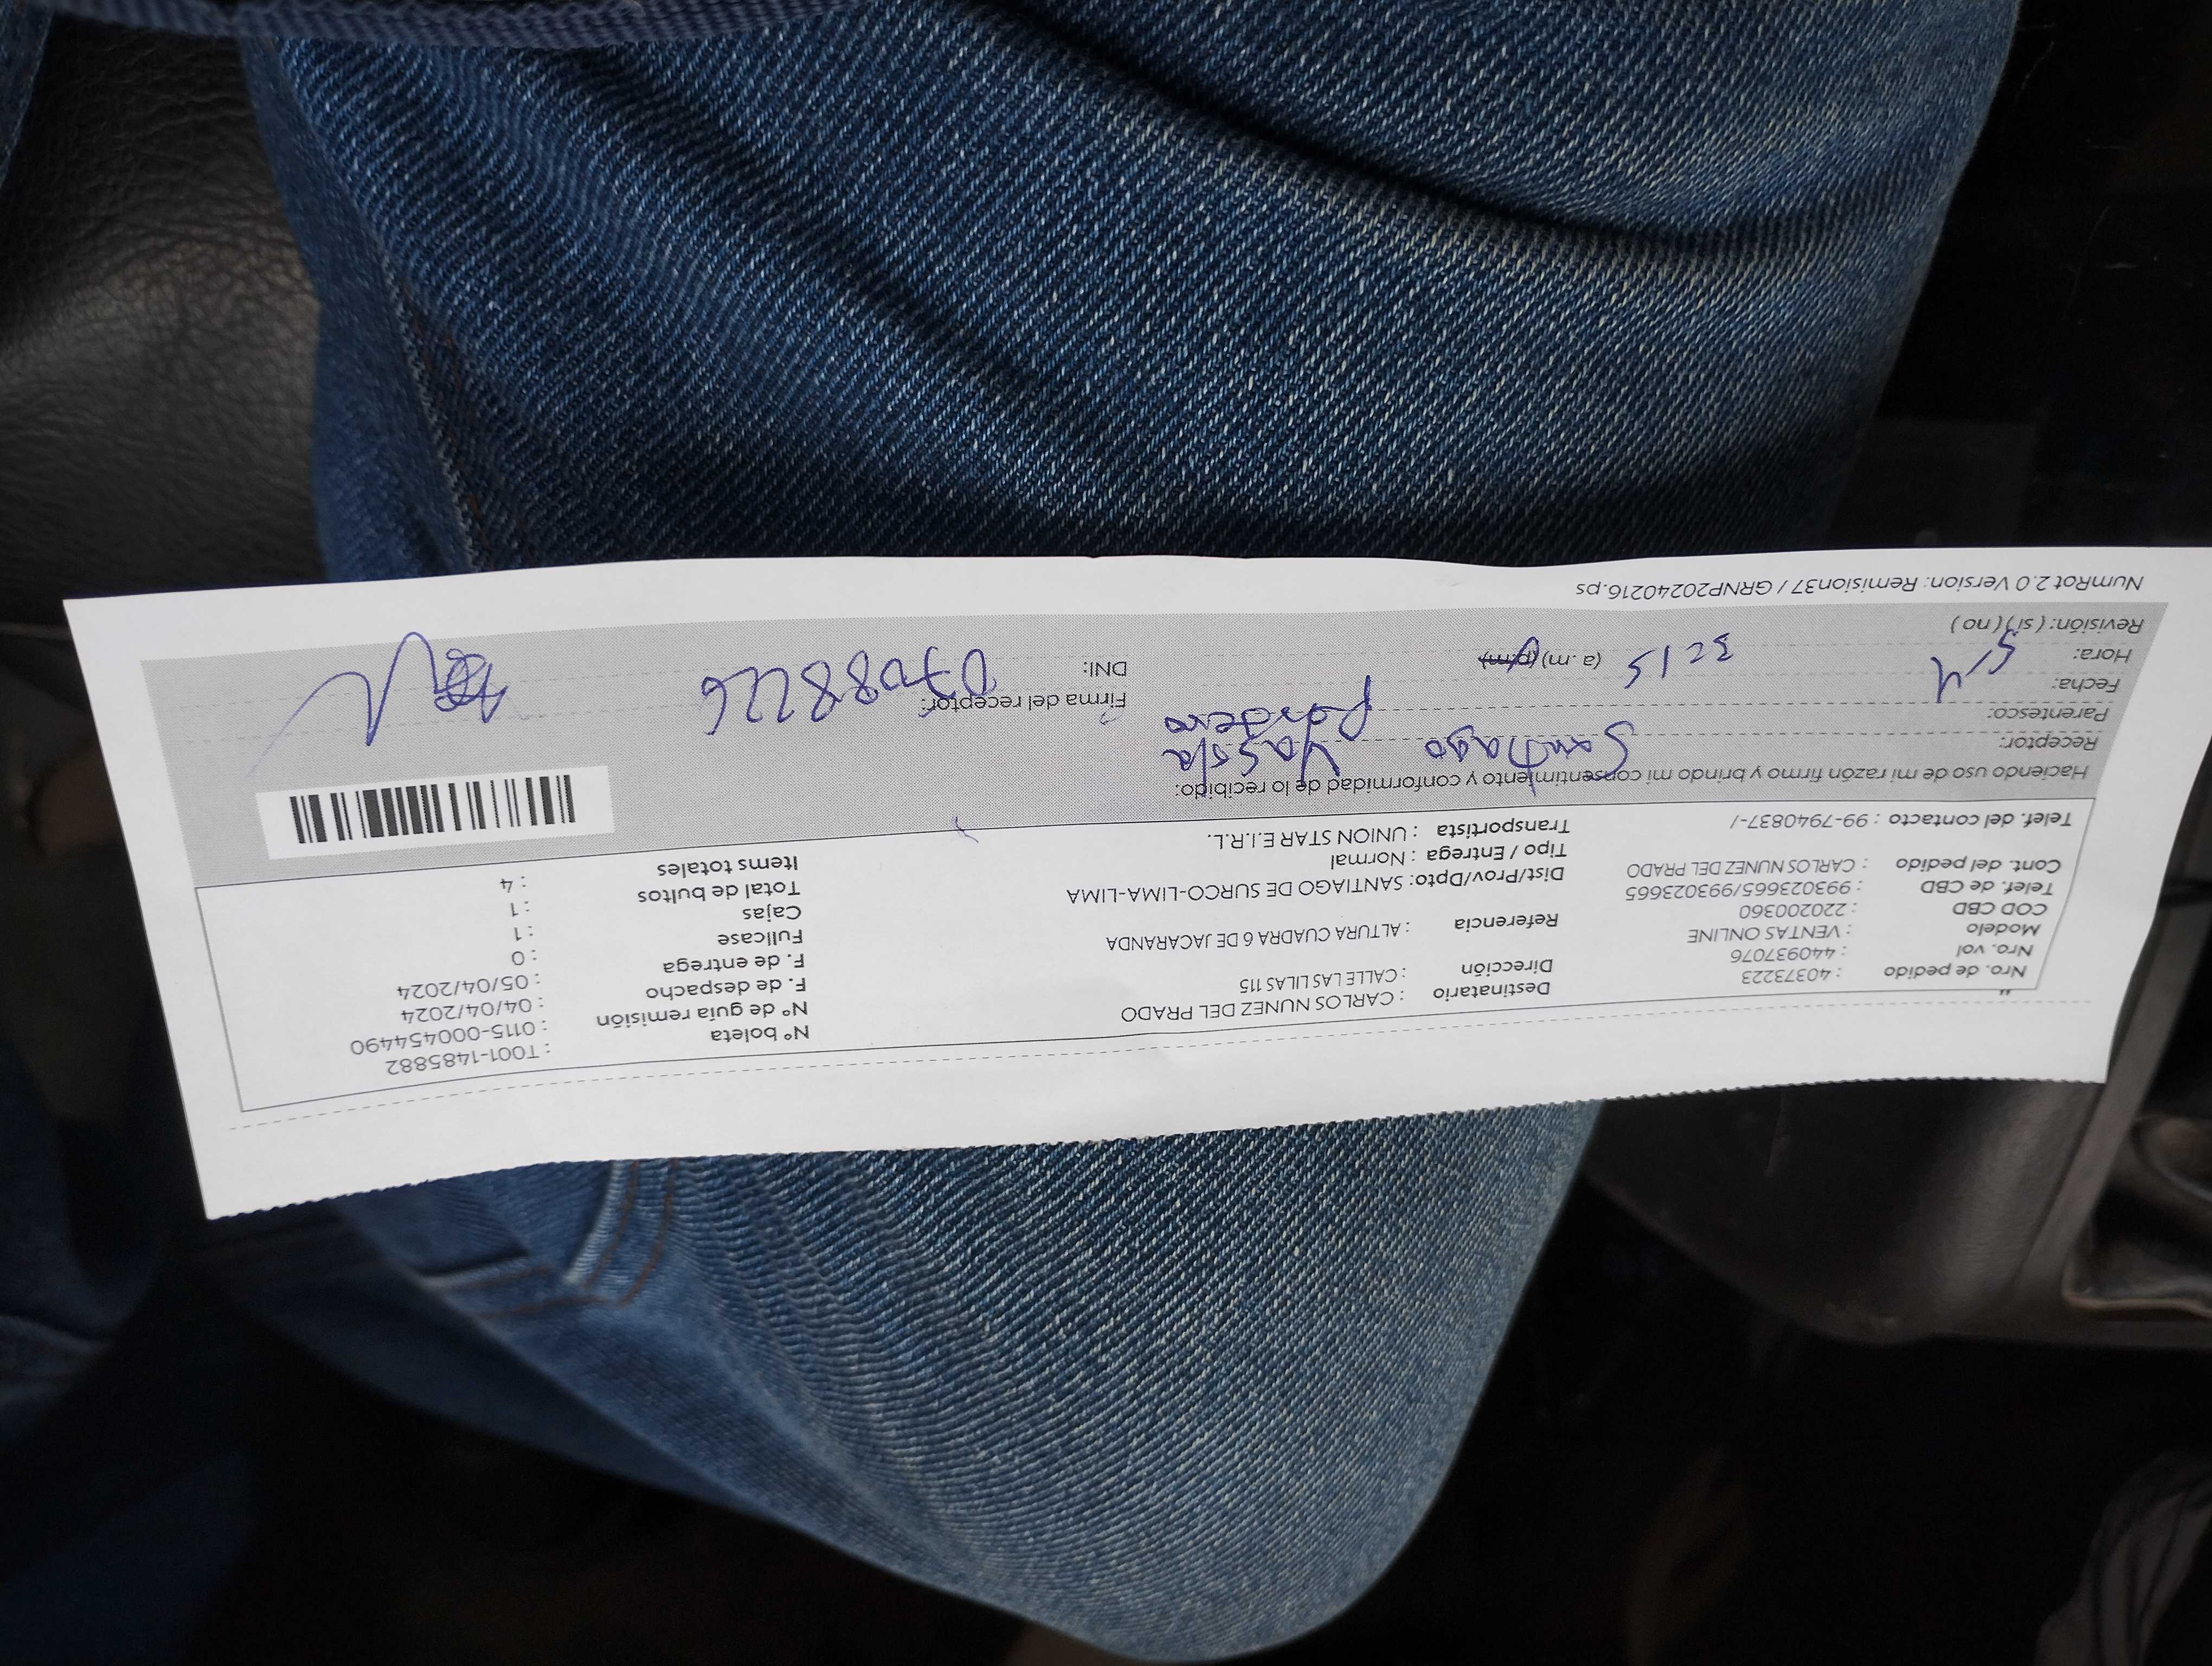 Nro. de pedido : 40373223
Nro. vol : 440937076
Modelo : VENTAS ONLINE
COD CBD : 220200360
Telef. de CBD : 993023665/993023665
Cont. del pedido : CARLOS NUNEZ DEL PRADO
Telef. del contacto : 99-7940837-/
Destinatario : CARLOS NUNEZ DEL PRADO
Dirección : CALLE LAS LILAS 115
Referencia : ALTURA CUADRA 6 DE JACARANDA
Dist/Prov/Dpto: SANTIAGO DE SURCO-LIMA-LIMA
Tipo / Entrega : Normal
Transportista : UNION STAR E.I.R.L.
N° boleta : T001-1485882
N° de guia remisión : 0115-000454490
F. de despacho : 04/04/2024
F. de entrega : 05/04/2024
Fullcase : 0
Cajas : 1
Total de bultos : 1
Items totales : 4
Haciendo uso de mi razón firmo y brindo mi consentimiento y conformidad de lo recibido:
Receptor: Santiago
Parentesco:
Fecha: 5-4
Hora: 3:15 (a.m) (p.m)
Revisión: ( si ) ( no )
Firma del receptor:
DNI:
NumRot 2.0 Version: Remision37 / GRNP20240216.ps